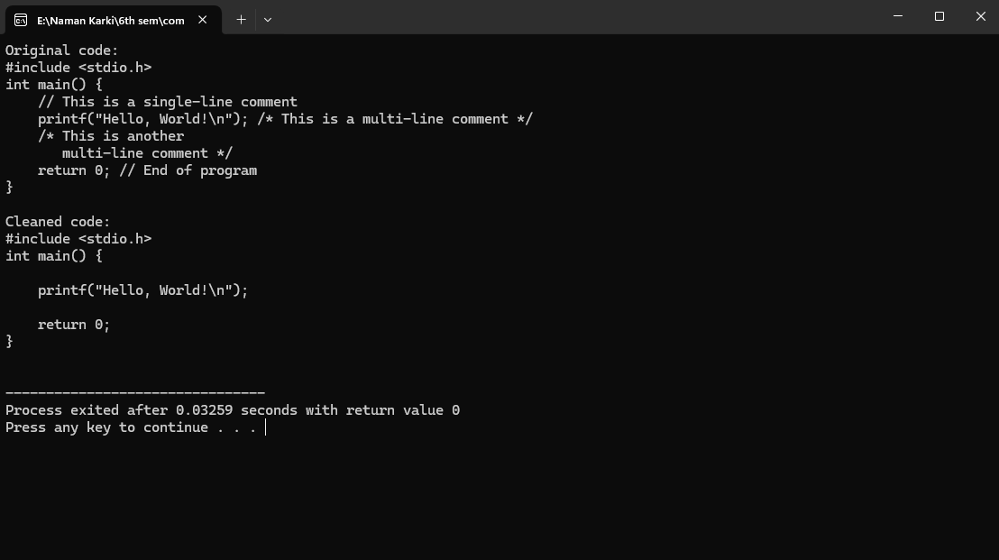 E:\Naman Karki\6th sem\com
Original code:
#include <stdio.h>
int main() {
    // This is a single-line comment
    printf("Hello, World!\n"); /* This is a multi-line comment */
    /* This is another
       multi-line comment */
    return 0; // End of program
}

Cleaned code:
#include <stdio.h>
int main() {

    printf("Hello, World!\n");

    return 0;
}


--------------------------------
Process exited after 0.03259 seconds with return value 0
Press any key to continue . . .